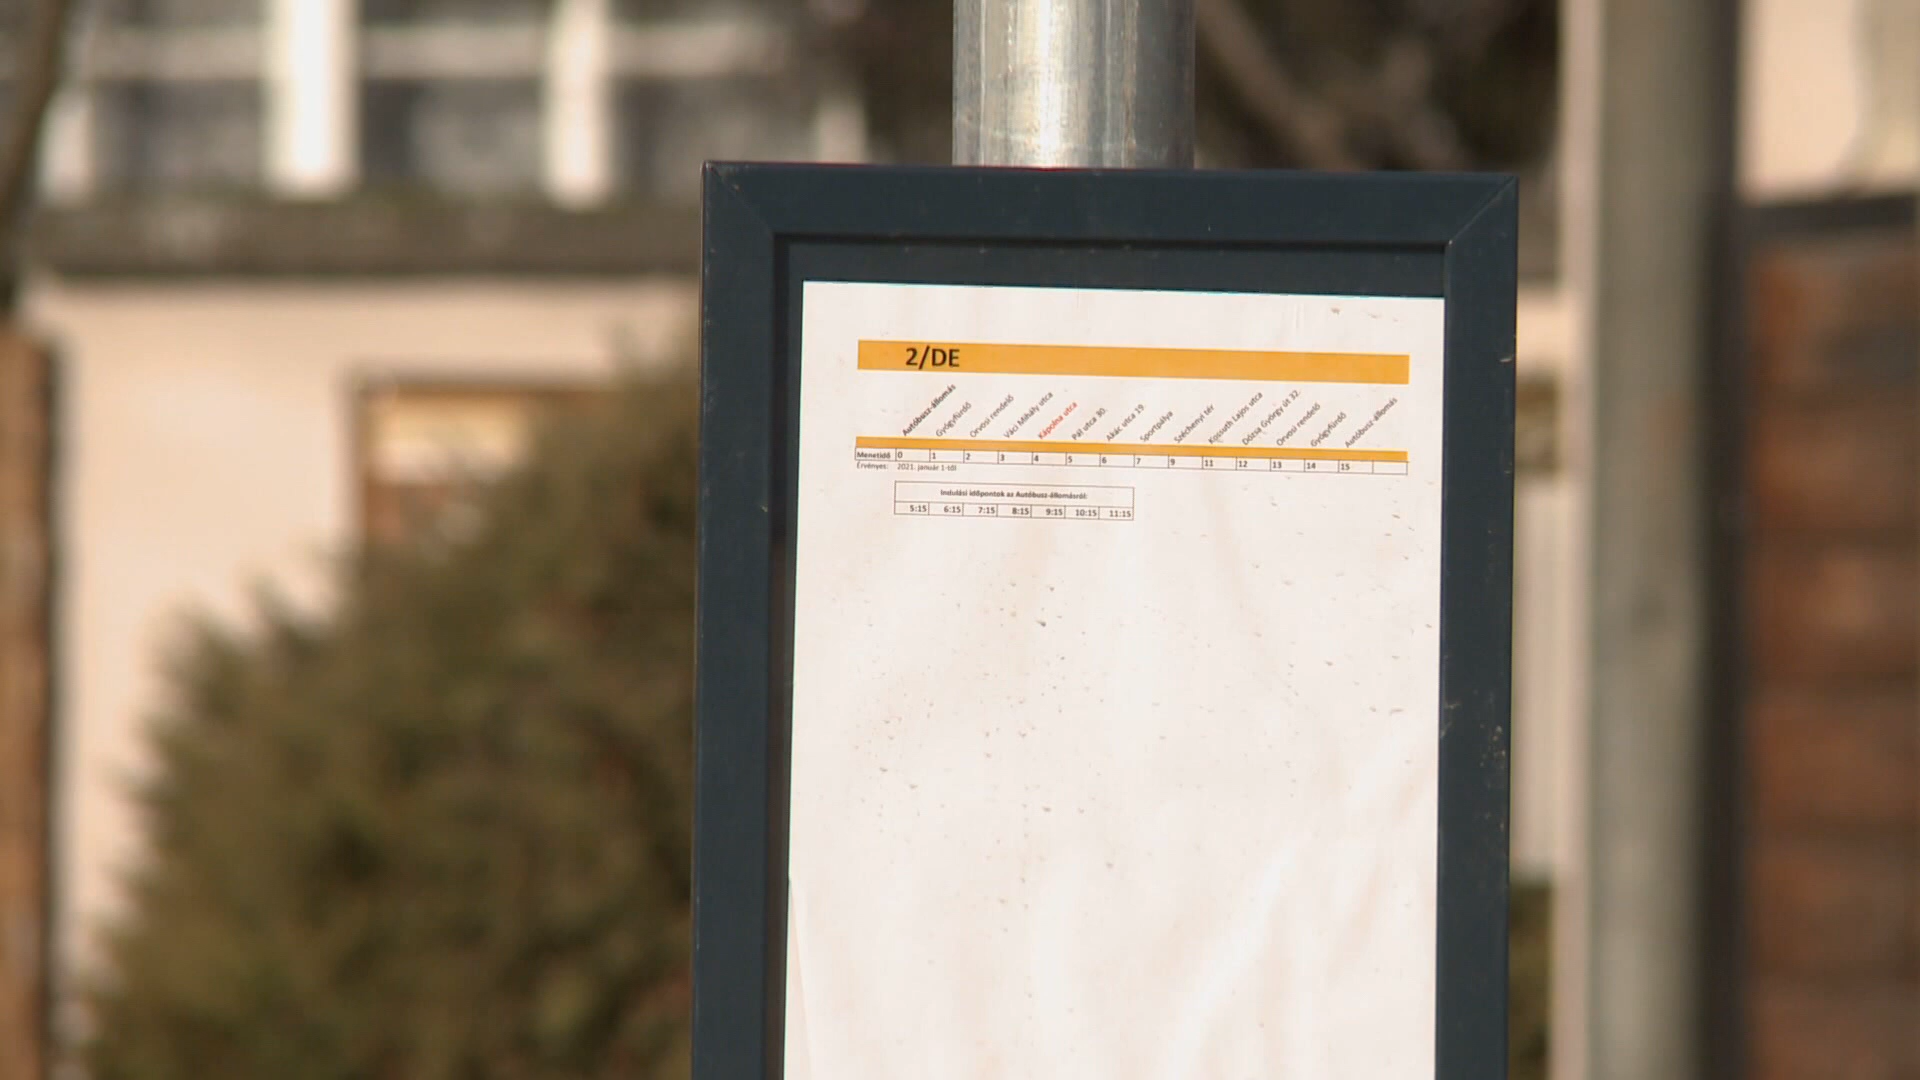 2/DE
Autóbusz-állomás Gyógyfürdő Orvosi rendelő Váci Mihály utca Kápolna utca Pál utca 30. Akác utca 19. Sportpálya Széchenyi tér Kossuth Lajos utca Dózsa György út 32. Orvosi rendelő Gyógyfürdő Autóbusz-állomás
Menetidő 0 1 2 3 4 5 6 7 9 11 12 13 14 15
Érvényes: 2021. január 1-től
Indulási időpontok az Autóbusz-állomásról:
5:15 6:15 7:15 8:15 9:15 10:15 11:15